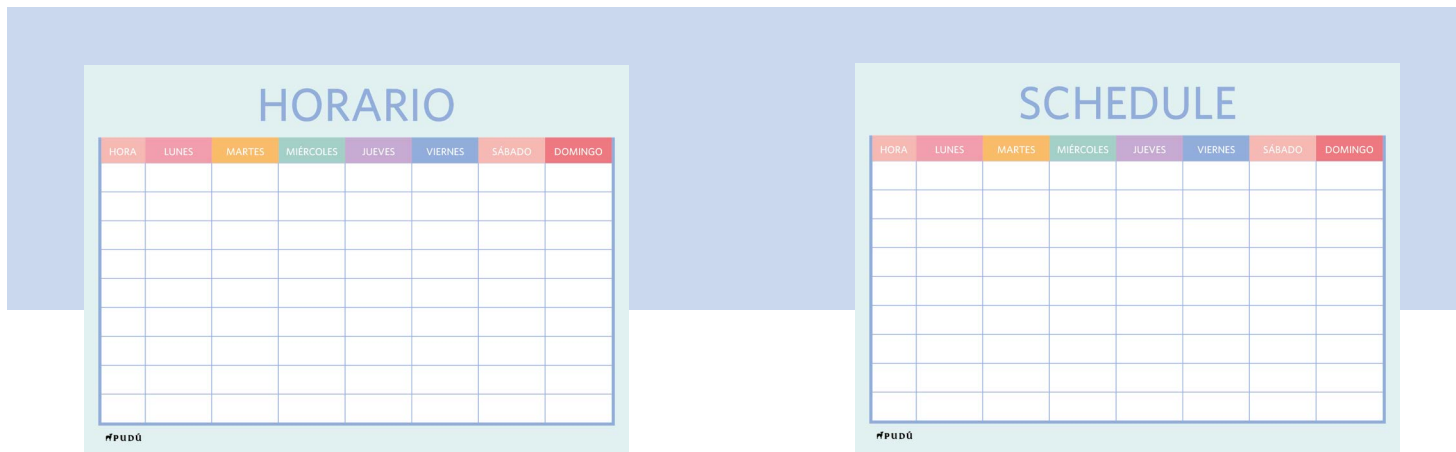 HORARIO
HORA LUNES MARTES MIÉRCOLES JUEVES VIERNES SÁBADO DOMINGO
PUDÚ
SCHEDULE
HORA LUNES MARTES MIÉRCOLES JUEVES VIERNES SÁBADO DOMINGO
PUDÚ